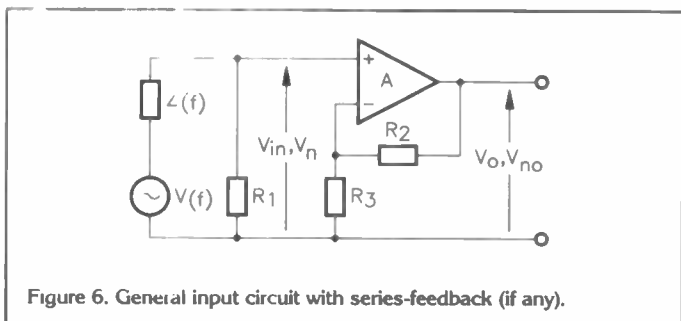 +
A
−
∠(f)
R2
Vin,Vn
Vo,Vno
V(f)
R1
R3
Figure 6. General input circuit with series-feedback (if any).